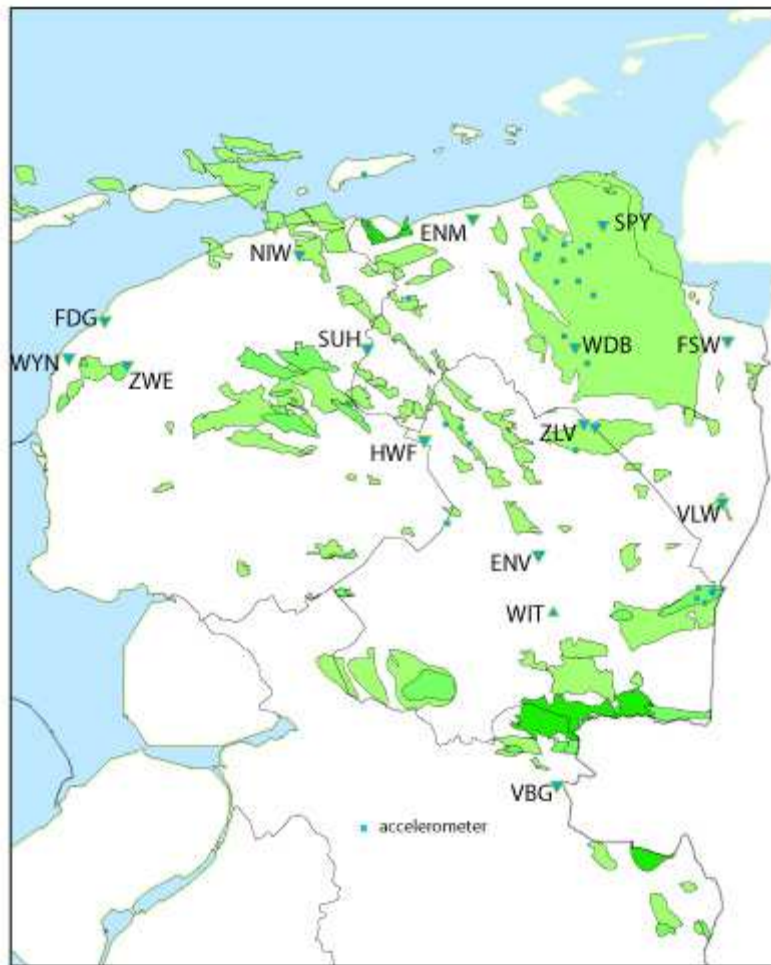 SPY
ENM
NIW
FDG
SUH
WDB
FSW
WYN
ZWE
ZLV
HWF
VLW
ENV
WIT
VBG
accelerometer